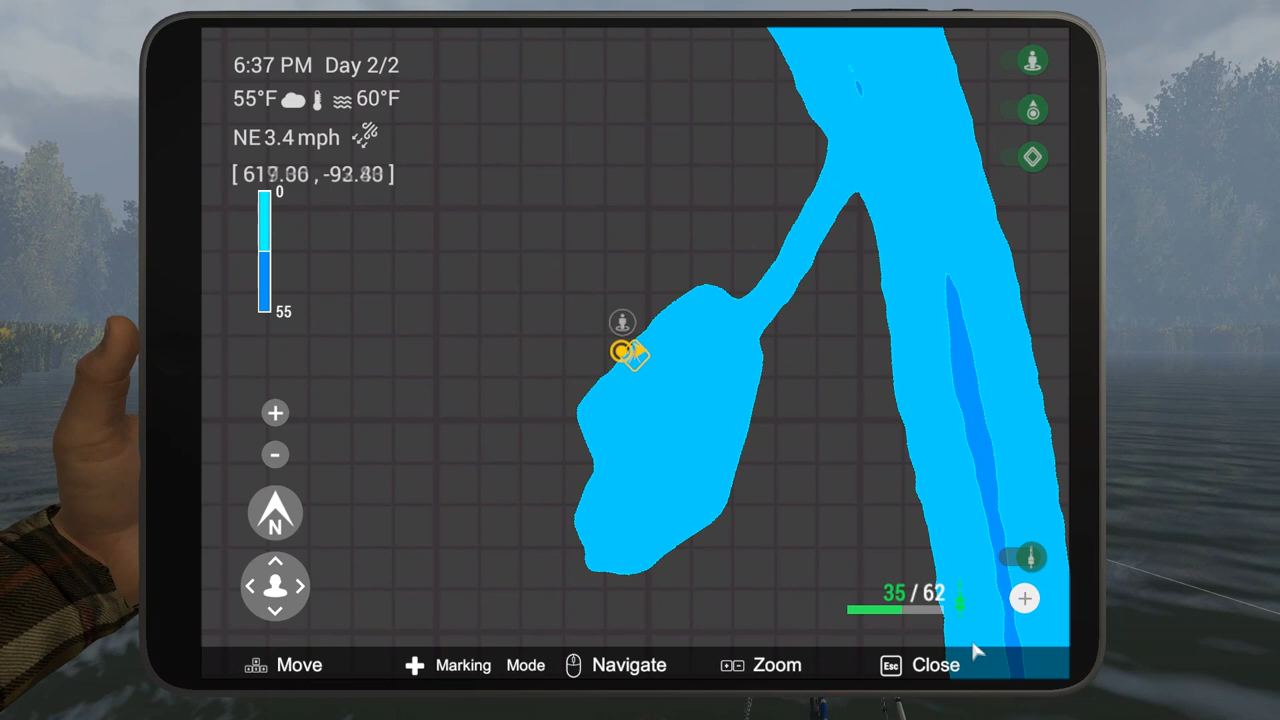 6:37 PM Day 2/2
55°F 60°F
NE 3.4 mph
0
55
+
-
N
35 / 62
+
Move Marking Mode Navigate Zoom Esc Close